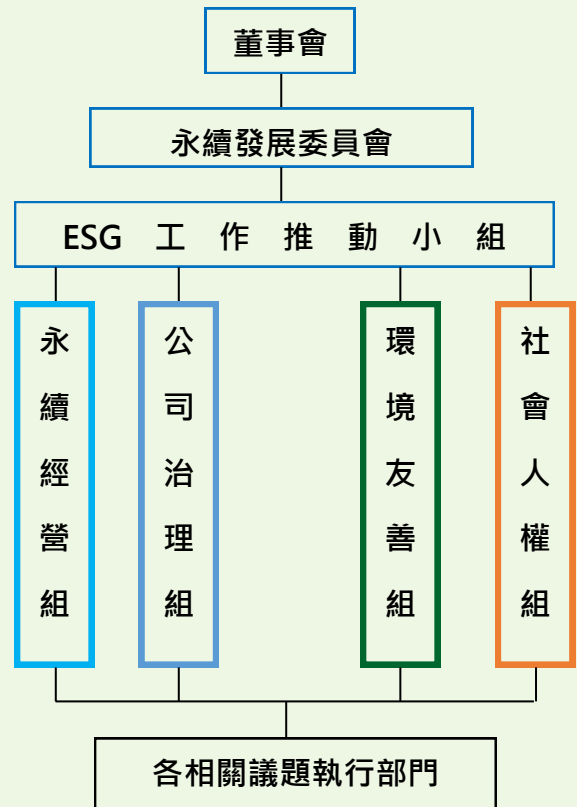 董事會
永續發展委員會
ESG 工作推動小組
永續經營組
公司治理組
環境友善組
社會人權組
各相關議題執行部門